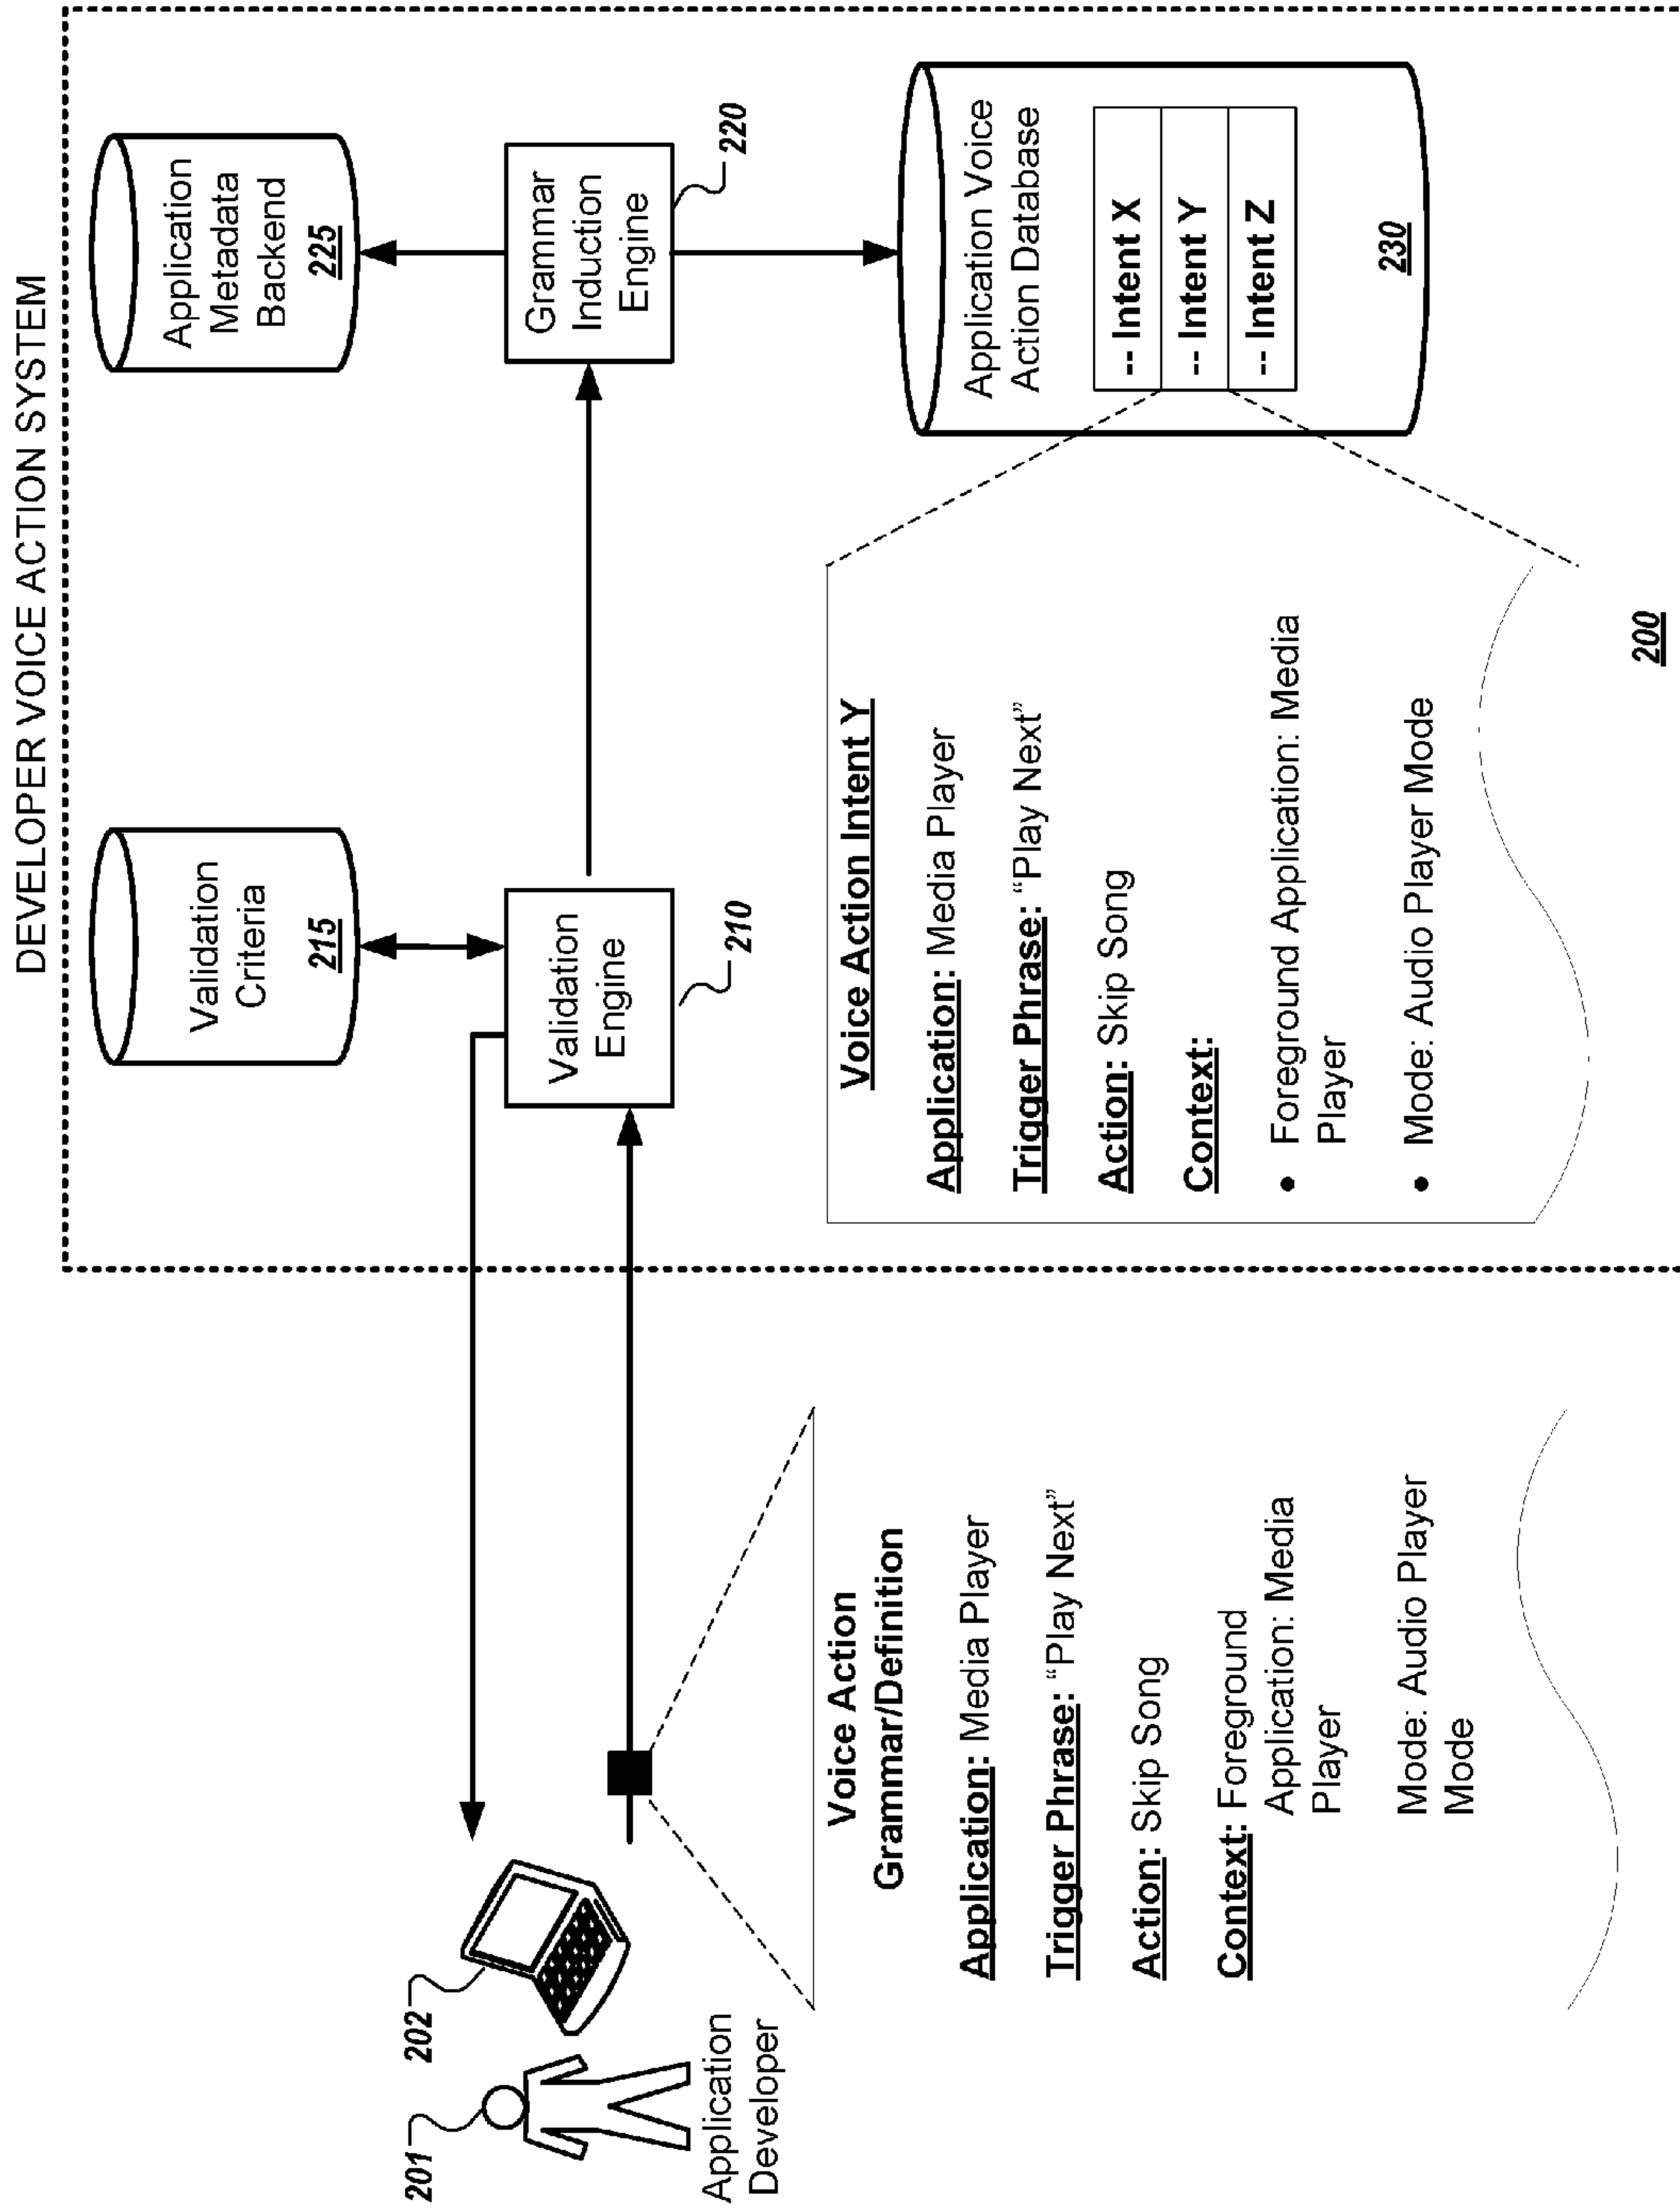 DEVELOPER VOICE ACTION SYSTEM
201
202
Application
Developer
Validation
Criteria
215
Application
Metadata
Backend
225
Validation
Engine
210
Grammar
Induction
Engine
220
Voice Action
Grammar/Definition
Application: Media Player
Trigger Phrase: “Play Next”
Action: Skip Song
Context: Foreground
Application: Media
Player
Mode: Audio Player
Mode
Voice Action Intent Y
Application: Media Player
Trigger Phrase: “Play Next”
Action: Skip Song
Context:
• Foreground Application: Media
Player
• Mode: Audio Player Mode
Application Voice
Action Database
-- Intent X
-- Intent Y
-- Intent Z
230
200